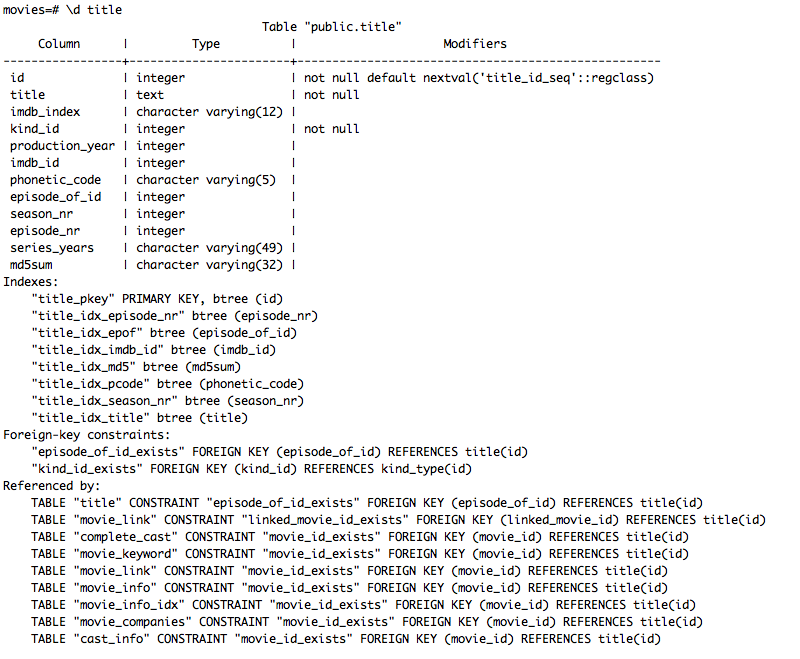 movies=# \d title
                                     Table "public.title"
     Column      |         Type          |                     Modifiers
-----------------+-----------------------+----------------------------------------------------
 id              | integer               | not null default nextval('title_id_seq'::regclass)
 title           | text                  | not null
 imdb_index      | character varying(12) |
 kind_id         | integer               | not null
 production_year | integer               |
 imdb_id         | integer               |
 phonetic_code   | character varying(5)  |
 episode_of_id   | integer               |
 season_nr       | integer               |
 episode_nr      | integer               |
 series_years    | character varying(49) |
 md5sum          | character varying(32) |
Indexes:
    "title_pkey" PRIMARY KEY, btree (id)
    "title_idx_episode_nr" btree (episode_nr)
    "title_idx_epof" btree (episode_of_id)
    "title_idx_imdb_id" btree (imdb_id)
    "title_idx_md5" btree (md5sum)
    "title_idx_pcode" btree (phonetic_code)
    "title_idx_season_nr" btree (season_nr)
    "title_idx_title" btree (title)
Foreign-key constraints:
    "episode_of_id_exists" FOREIGN KEY (episode_of_id) REFERENCES title(id)
    "kind_id_exists" FOREIGN KEY (kind_id) REFERENCES kind_type(id)
Referenced by:
    TABLE "title" CONSTRAINT "episode_of_id_exists" FOREIGN KEY (episode_of_id) REFERENCES title(id)
    TABLE "movie_link" CONSTRAINT "linked_movie_id_exists" FOREIGN KEY (linked_movie_id) REFERENCES title(id)
    TABLE "complete_cast" CONSTRAINT "movie_id_exists" FOREIGN KEY (movie_id) REFERENCES title(id)
    TABLE "movie_keyword" CONSTRAINT "movie_id_exists" FOREIGN KEY (movie_id) REFERENCES title(id)
    TABLE "movie_link" CONSTRAINT "movie_id_exists" FOREIGN KEY (movie_id) REFERENCES title(id)
    TABLE "movie_info" CONSTRAINT "movie_id_exists" FOREIGN KEY (movie_id) REFERENCES title(id)
    TABLE "movie_info_idx" CONSTRAINT "movie_id_exists" FOREIGN KEY (movie_id) REFERENCES title(id)
    TABLE "movie_companies" CONSTRAINT "movie_id_exists" FOREIGN KEY (movie_id) REFERENCES title(id)
    TABLE "cast_info" CONSTRAINT "movie_id_exists" FOREIGN KEY (movie_id) REFERENCES title(id)